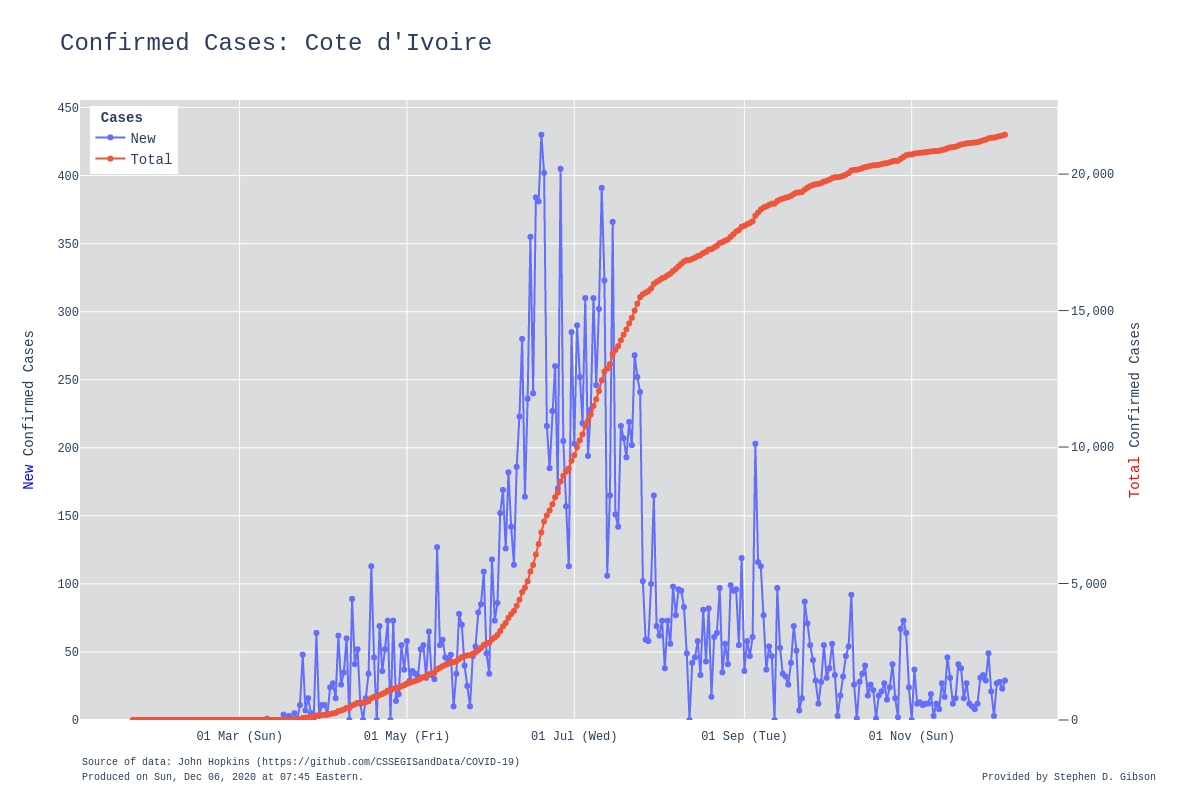 Confirmed Cases: Cote d'Ivoire
Cases
New
Total
450
400
350
300
250
200
150
100
50
0
20,000
15,000
10,000
5,000
0
New Confirmed Cases
Total Confirmed Cases
01 Mar (Sun)
01 May (Fri)
01 Jul (Wed)
01 Sep (Tue)
01 Nov (Sun)
Source of data: John Hopkins (https://github.com/CSSEGISandData/COVID-19)
Produced on Sun, Dec 06, 2020 at 07:45 Eastern.
Provided by Stephen D. Gibson